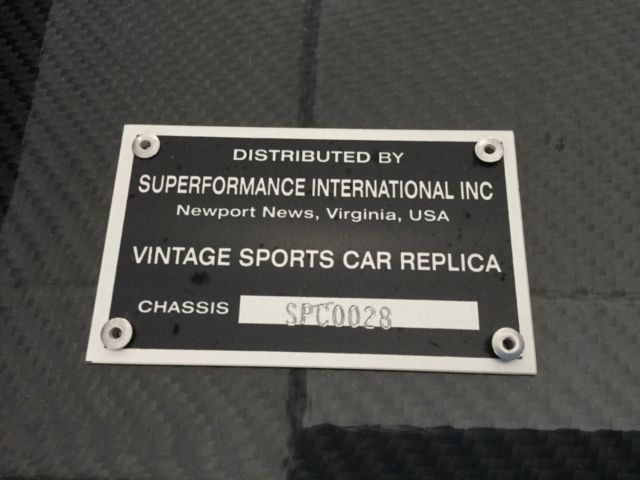 DISTRIBUTED BY
SUPERFORMANCE INTERNATIONAL INC
Newport News, Virginia, USA
VINTAGE SPORTS CAR REPLICA
CHASSIS SPC0028